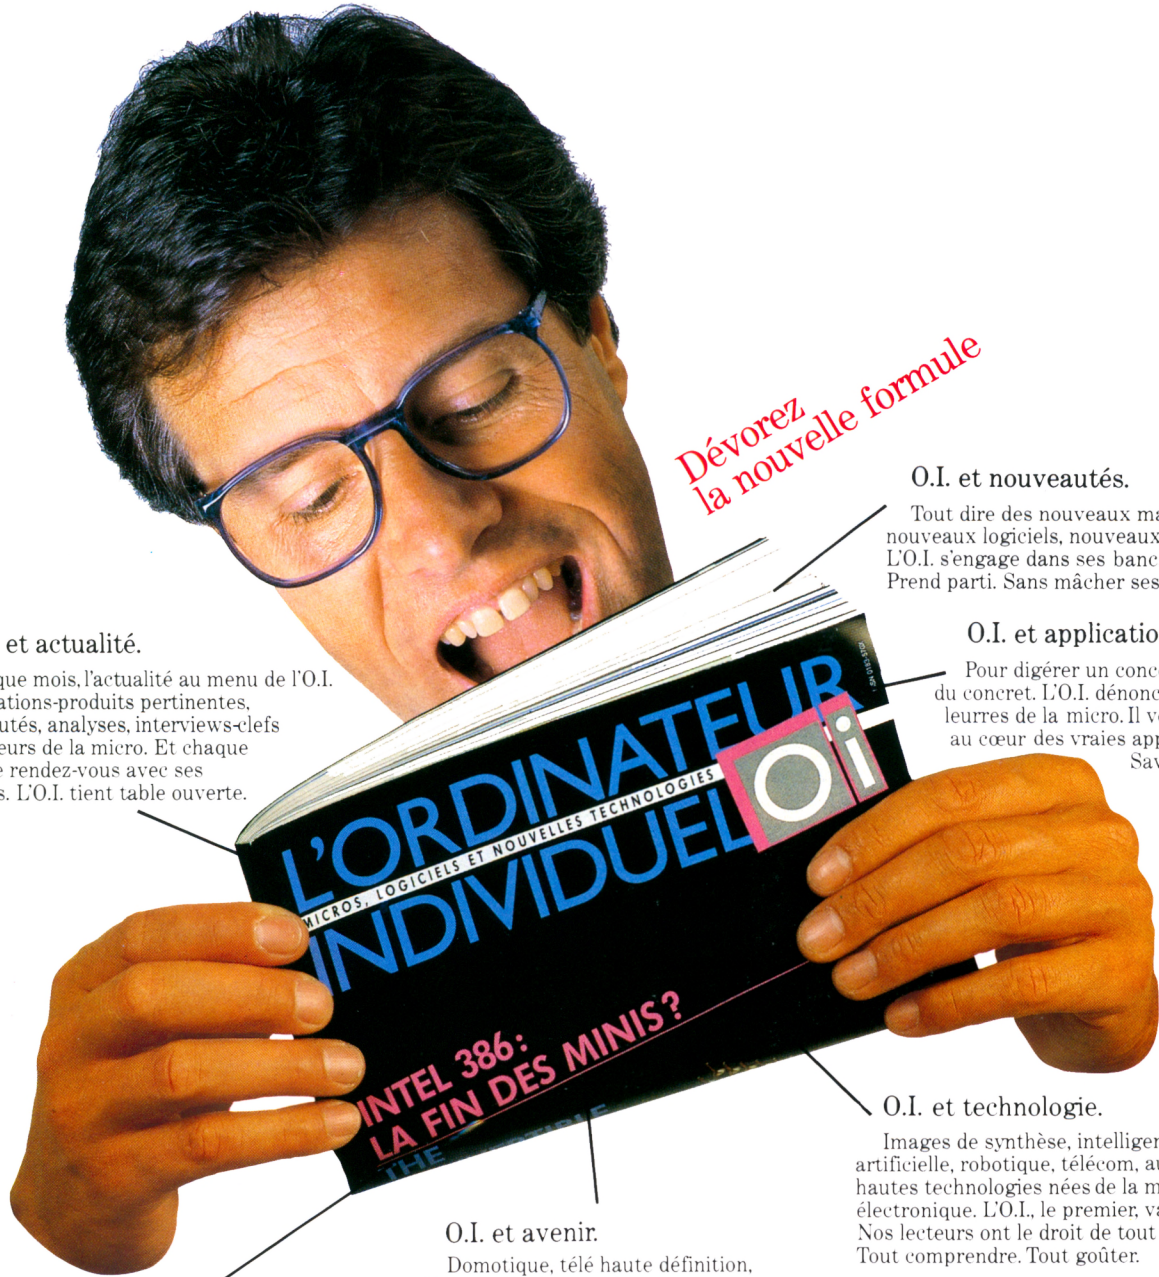 Dévorez
la nouvelle formule
O.I. et nouveautés.
Tout dire des nouveaux
nouveaux logiciels, nouveaux
L'O.I. s'engage dans ses
Prend parti. Sans mâcher ses
O.I. et
Pour digérer un
du concret. L'O.I.
leurres de la micro. Il
au cœur des vraies
et actualité.
mois, l'actualité au menu de l'O.I.
pertinentes,
analyses, interviews-clefs
de la micro. Et chaque
rendez-vous avec ses
L'O.I. tient table ouverte.
L'ORDINATEUR
MICROS, LOGICIELS ET NOUVELLES TECHNOLOGIES
INDIVIDUEL
Oi
INTEL 386:
LA FIN DES MINIS?
THE
O.I. et technologie.
Images de synthèse,
artificielle, robotique, télécom,
hautes technologies nées de la
électronique. L'O.I., le premier,
Nos lecteurs ont le droit de tout
Tout comprendre. Tout goûter.
O.I. et avenir.
Domotique, télé haute définition,